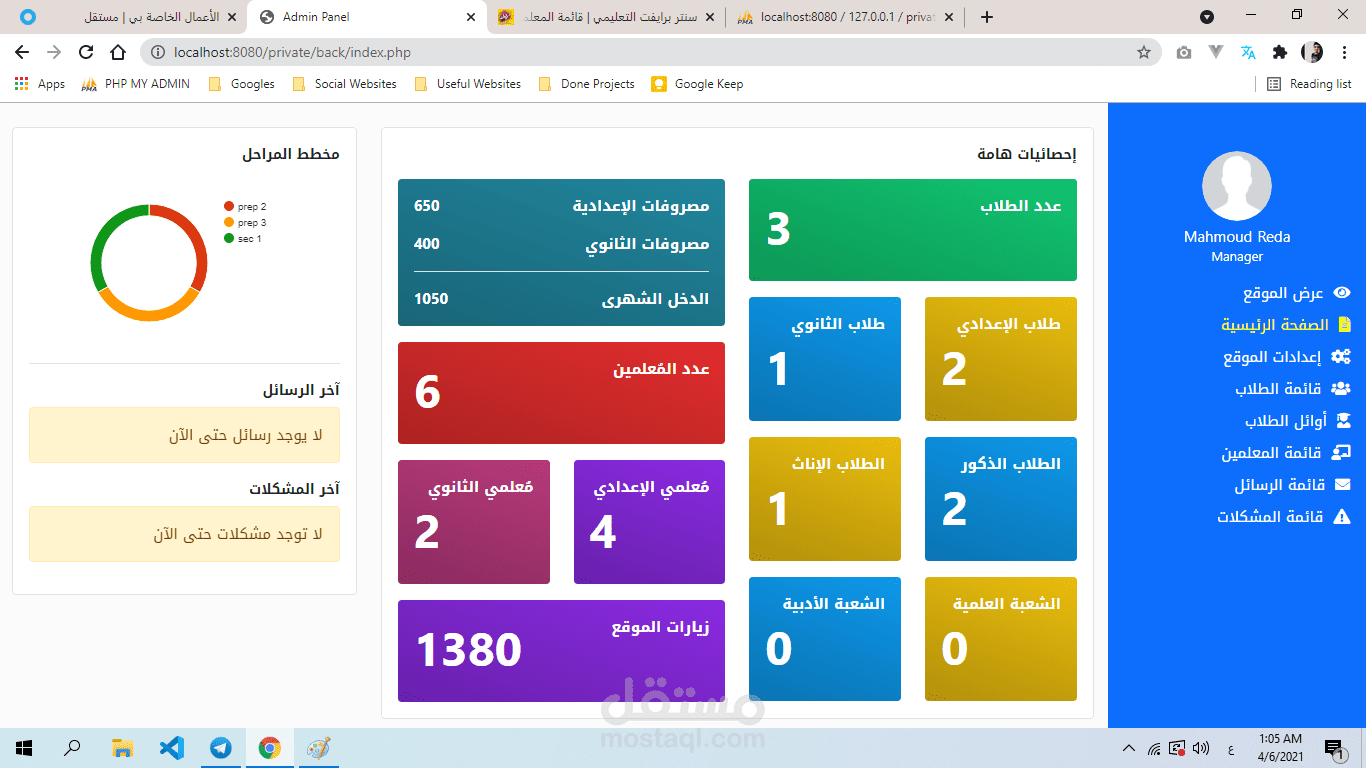 الأعمال الخاصة بي | مستقل
Admin Panel
سنتر برايفت التعليمي | قائمة المعلم
localhost:8080 / 127.0.0.1 / privat
localhost:8080/private/back/index.php
Apps
PHP MY ADMIN
Googles
Social Websites
Useful Websites
Done Projects
Google Keep
Reading list
Mahmoud Reda
Manager
عرض الموقع
الصفحة الرئيسية
إعدادات الموقع
قائمة الطلاب
أوائل الطلاب
قائمة المعلمين
قائمة الرسائل
قائمة المشكلات
إحصائيات هامة
عدد الطلاب
3
طلاب الإعدادي
2
طلاب الثانوي
1
الطلاب الذكور
2
الطلاب الإناث
1
الشعبة العلمية
0
الشعبة الأدبية
0
مصروفات الإعدادية 650
مصروفات الثانوي 400
الدخل الشهرى 1050
عدد المُعلمين
6
مُعلمي الإعدادي
4
مُعلمي الثانوي
2
زيارات الموقع
1380
مخطط المراحل
prep 2
prep 3
sec 1
آخر الرسائل
لا يوجد رسائل حتى الآن
آخر المشكلات
لا توجد مشكلات حتى الآن
مستقل
mostaql.com
ع
1:05 AM
4/6/2021
1